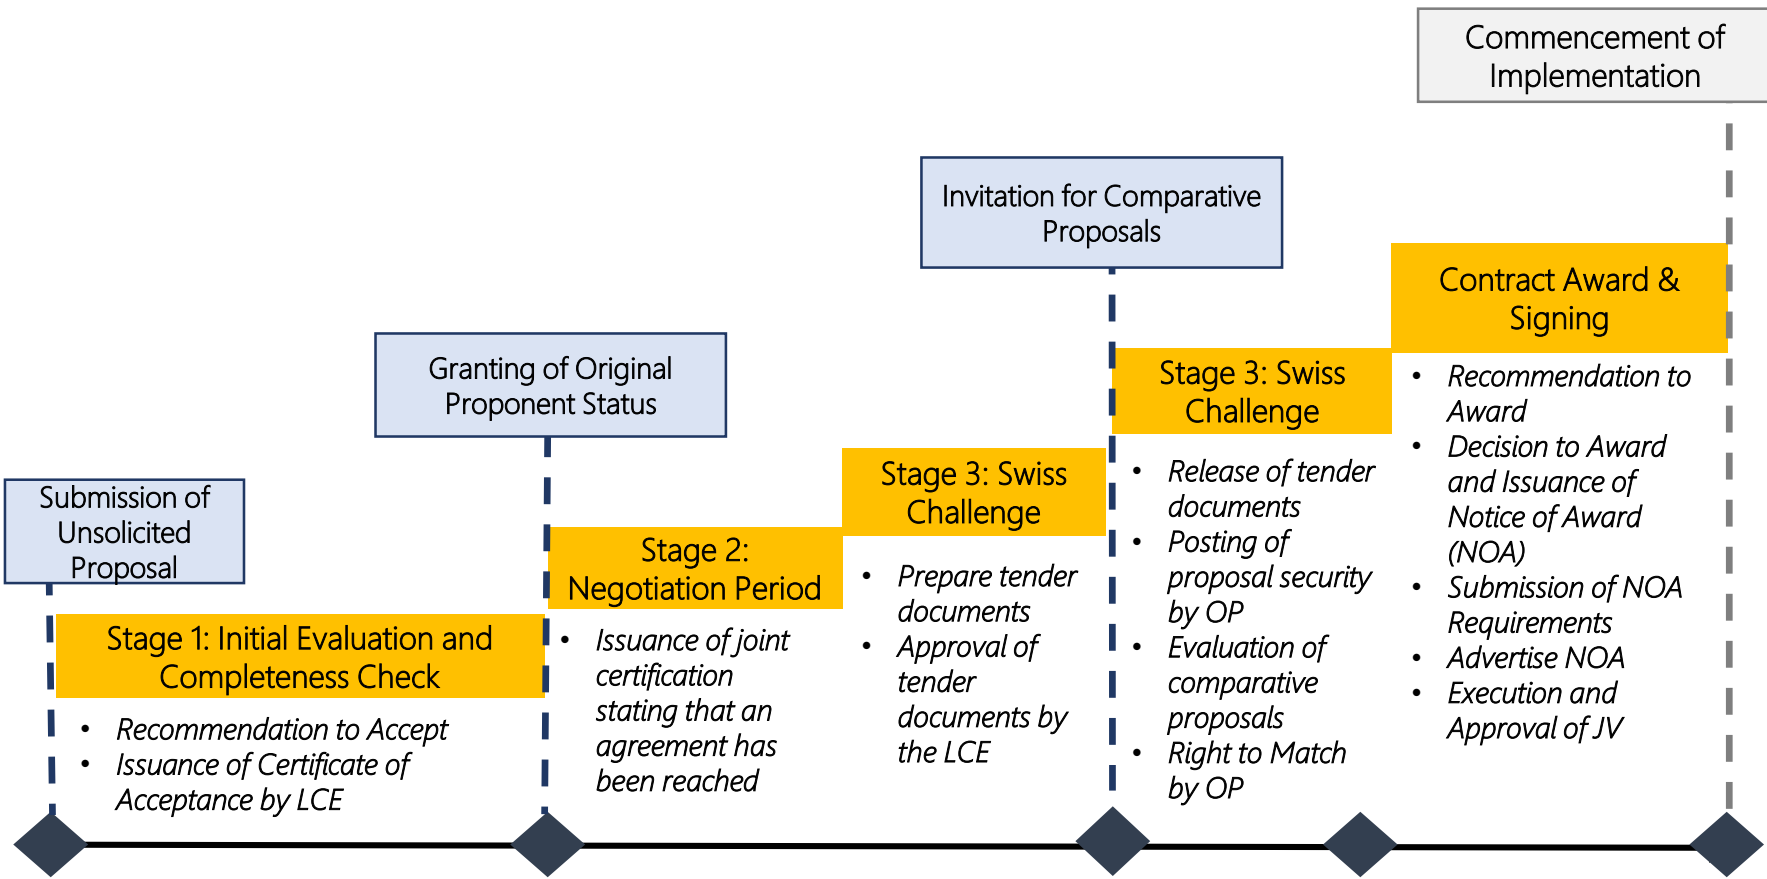 Commencement of
Implementation
Invitation for Comparative
Proposals
Granting of Original
Proponent Status
Submission of
Unsolicited
Proposal
Stage 1: Initial Evaluation and
Completeness Check
• Recommendation to Accept
• Issuance of Certificate of
Acceptance by LCE
Stage 2:
Negotiation Period
• Issuance of joint
certification
stating that an
agreement has
been reached
Stage 3: Swiss
Challenge
• Prepare tender
documents
• Approval of
tender
documents by
the LCE
Stage 3: Swiss
Challenge
• Release of tender
documents
• Posting of
proposal security
by OP
• Evaluation of
comparative
proposals
• Right to Match
by OP
Contract Award &
Signing
• Recommendation to
Award
• Decision to Award
and Issuance of
Notice of Award
(NOA)
• Submission of NOA
Requirements
• Advertise NOA
• Execution and
Approval of JV